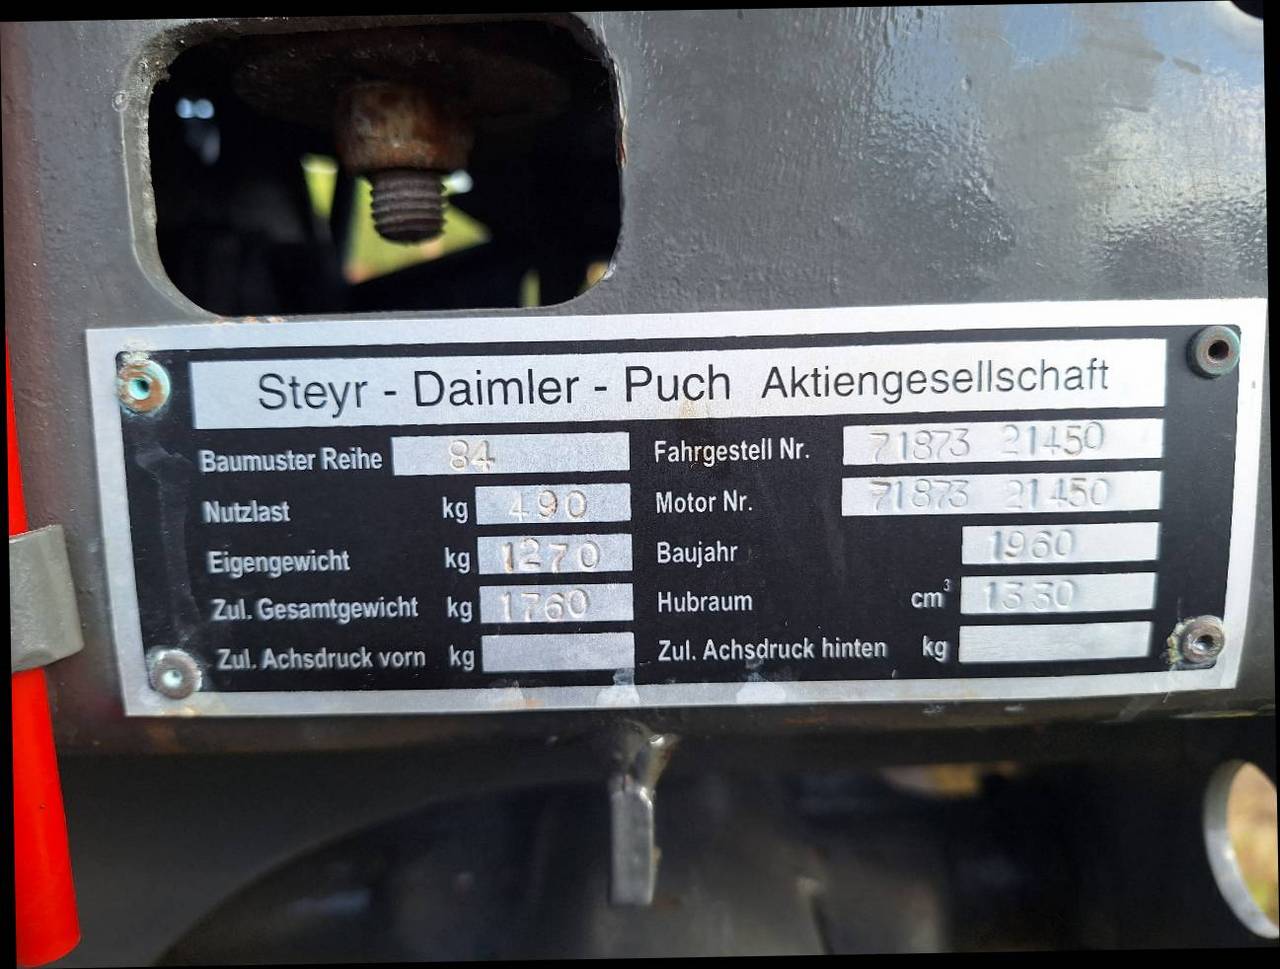 Steyr - Daimler - Puch Aktiengesellschaft
Baumuster Reihe 84
Fahrgestell Nr. 71873 21450
Nutzlast kg 490
Motor Nr. 71873 21450
Eigengewicht kg 1270
Baujahr 1960
Zul. Gesamtgewicht kg 1760
Hubraum cm³ 1330
Zul. Achsdruck vorn kg
Zul. Achsdruck hinten kg